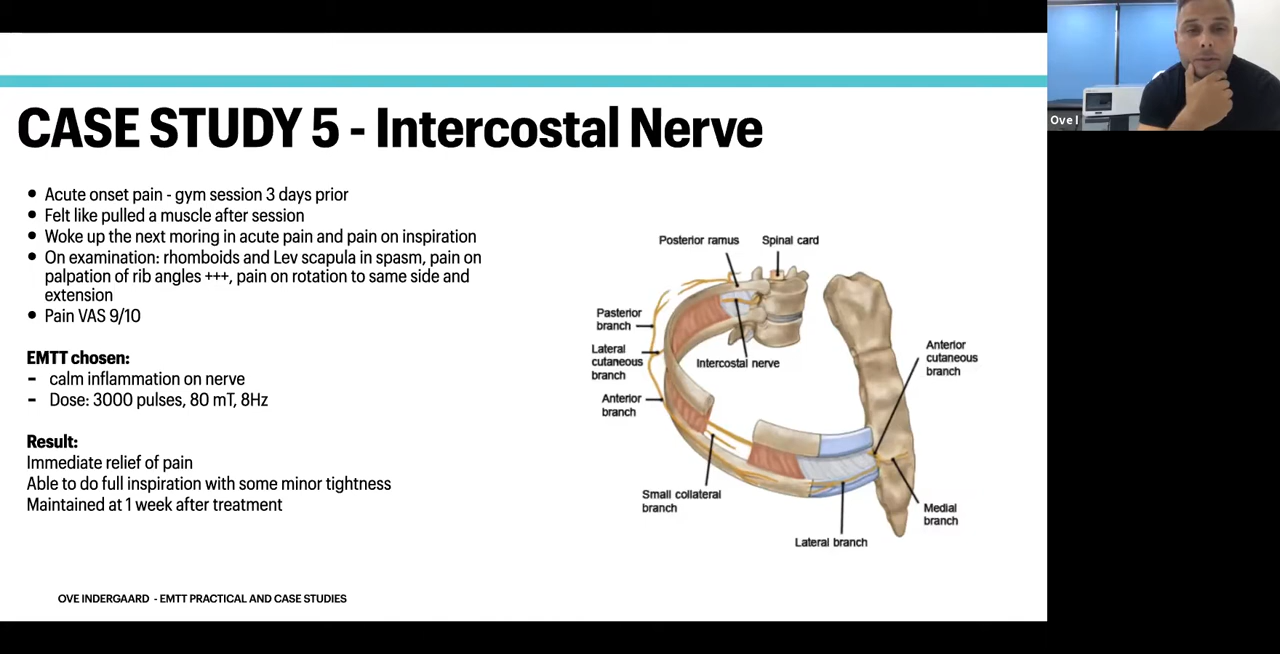 CASE STUDY 5 - Intercostal Nerve
• Acute onset pain - gym session 3 days prior
• Felt like pulled a muscle after session
• Woke up the next moring in acute pain and pain on inspiration
• On examination: rhomboids and Lev scapula in spasm, pain on
palpation of rib angles +++, pain on rotation to same side and
extension
• Pain VAS 9/10
EMTT chosen:
- calm inflammation on nerve
- Dose: 3000 pulses, 80 mT, 8Hz
Result:
Immediate relief of pain
Able to do full inspiration with some minor tightness
Maintained at 1 week after treatment
Posterior ramus
Spinal card
Pasterior
branch
Lateral
cutaneous
branch
Intercostal nerve
Anterior
branch
Anterior
cutaneous
branch
Small collateral
branch
Medial
branch
Lateral branch
OVE INDERGAARD - EMTT PRACTICAL AND CASE STUDIES
Ove I